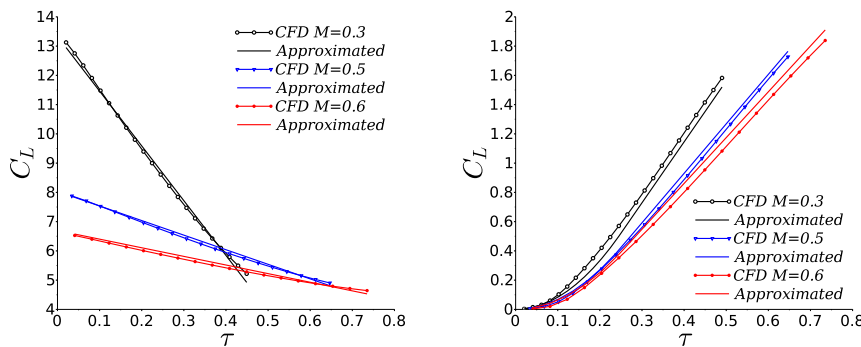 14
13
12
11
10
9
8
7
6
5
4
0
0.1
0.2
0.3
0.4
0.5
0.6
0.7
0.8
C_L
τ
CFD M=0.3
Approximated
CFD M=0.5
Approximated
CFD M=0.6
Approximated
2
1.8
1.6
1.4
1.2
1
0.8
0.6
0.4
0.2
0
0
0.1
0.2
0.3
0.4
0.5
0.6
0.7
0.8
C_L
τ
CFD M=0.3
Approximated
CFD M=0.5
Approximated
CFD M=0.6
Approximated